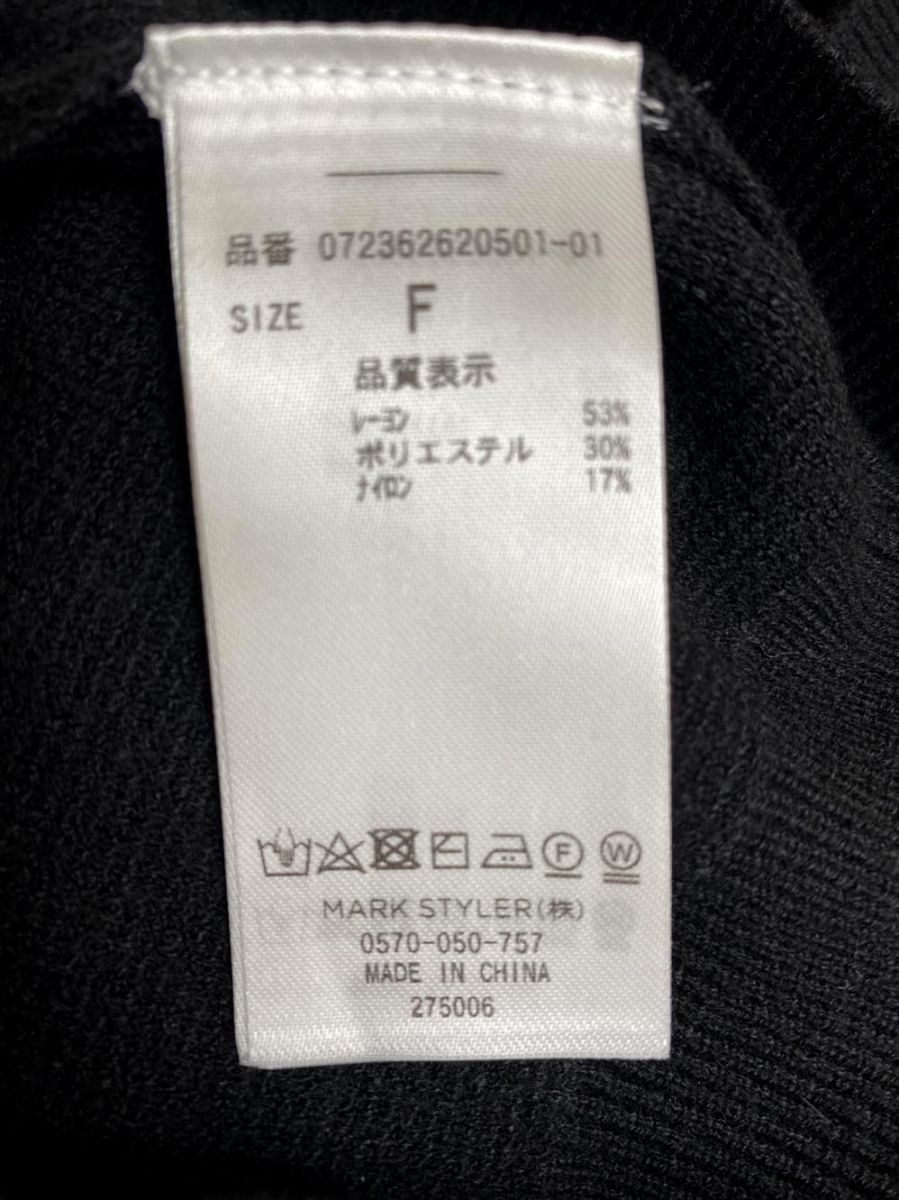 品番 072362620501-01
SIZE F
品質表示
レーヨン 53%
ポリエステル 30%
ナイロン 17%
F W
MARK STYLER(株)
0570-050-757
MADE IN CHINA
275006